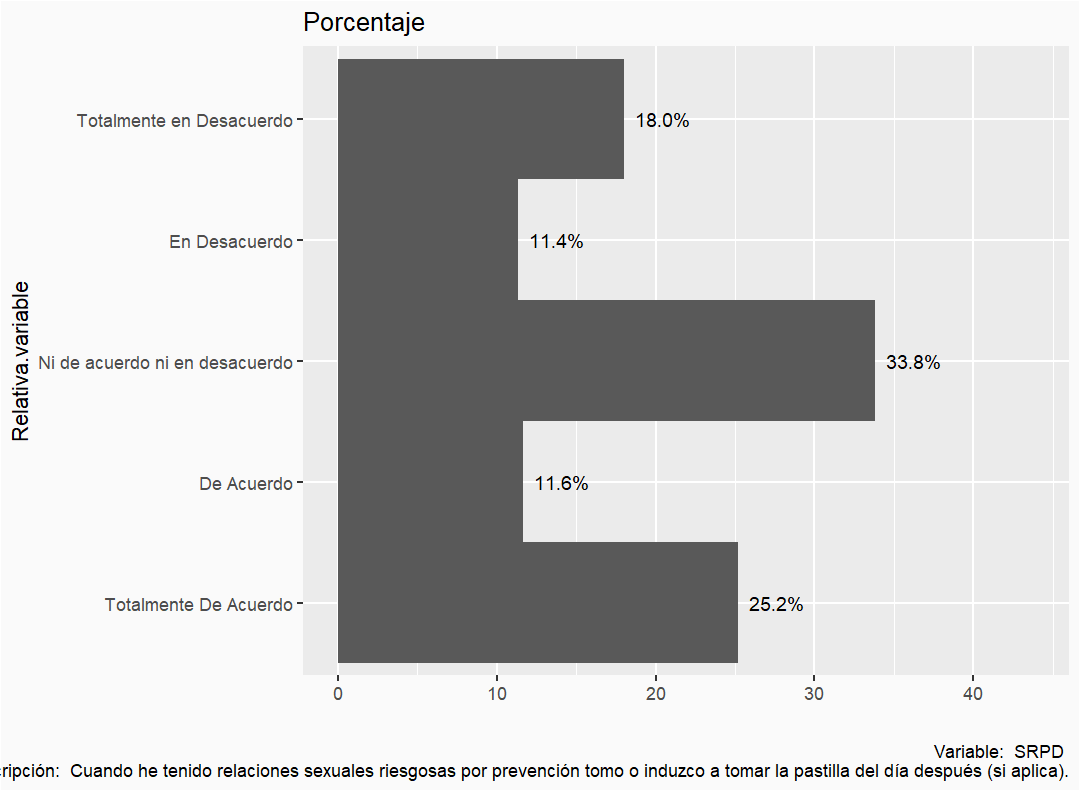 Porcentaje
Totalmente en Desacuerdo
18.0%
En Desacuerdo
11.4%
Relativa.variable
Ni de acuerdo ni en desacuerdo
33.8%
De Acuerdo
11.6%
Totalmente De Acuerdo
25.2%
0 10 20 30 40
Variable: SRPD
ripción: Cuando he tenido relaciones sexuales riesgosas por prevención tomo o induzco a tomar la pastilla del día después (si aplica).